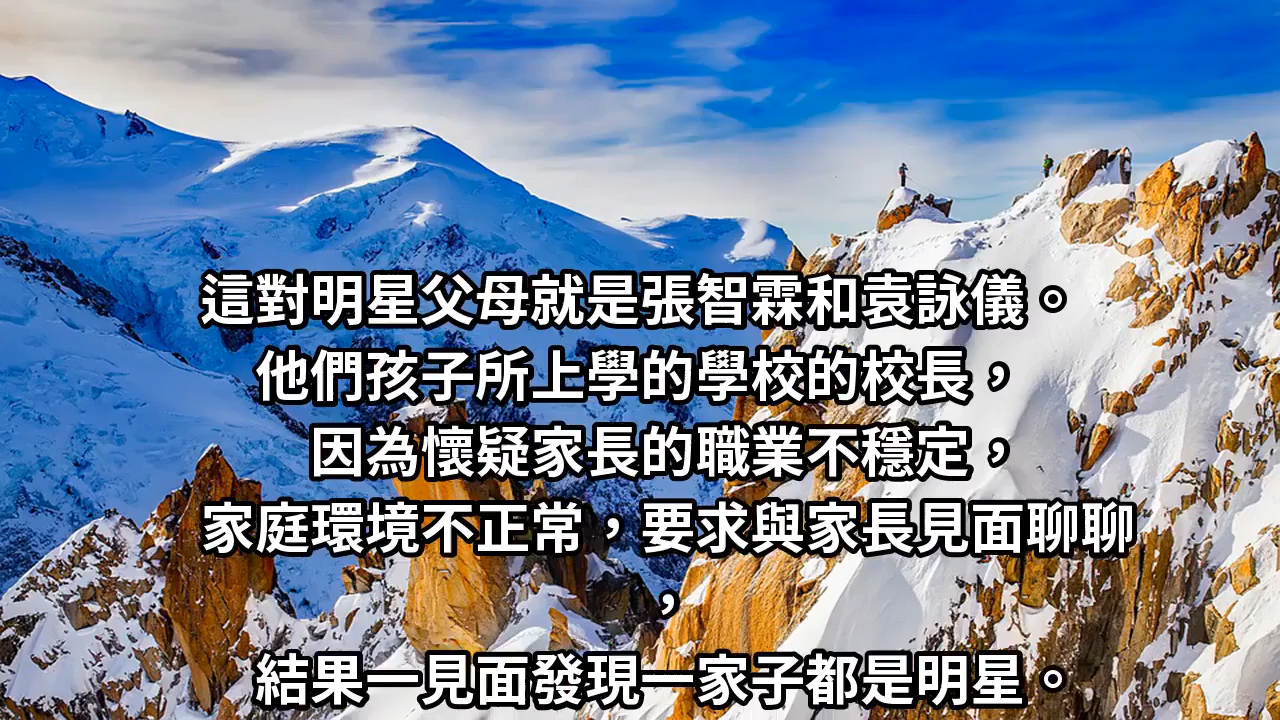 這對明星父母就是張智霖和袁詠儀。
他們孩子所上學的學校的校長，
因為懷疑家長的職業不穩定，
家庭環境不正常，要求與家長見面聊聊
，
結果一見面發現一家子都是明星。